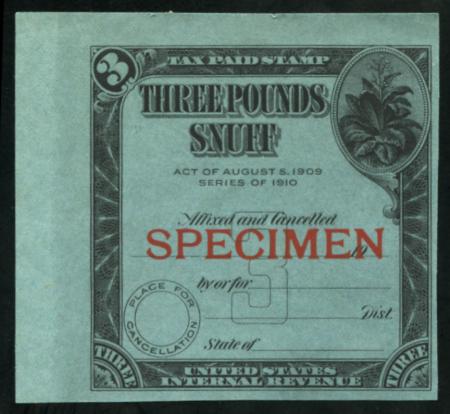 3
TAX PAID STAMP
THREE POUNDS
SNUFF
ACT OF AUGUST 5, 1909
SERIES OF 1910
Affixed and Cancelled
SPECIMEN
3
by or for
Dist.
PLACE FOR CANCELLATION
State of
THREE
THREE
UNITED STATES
INTERNAL REVENUE